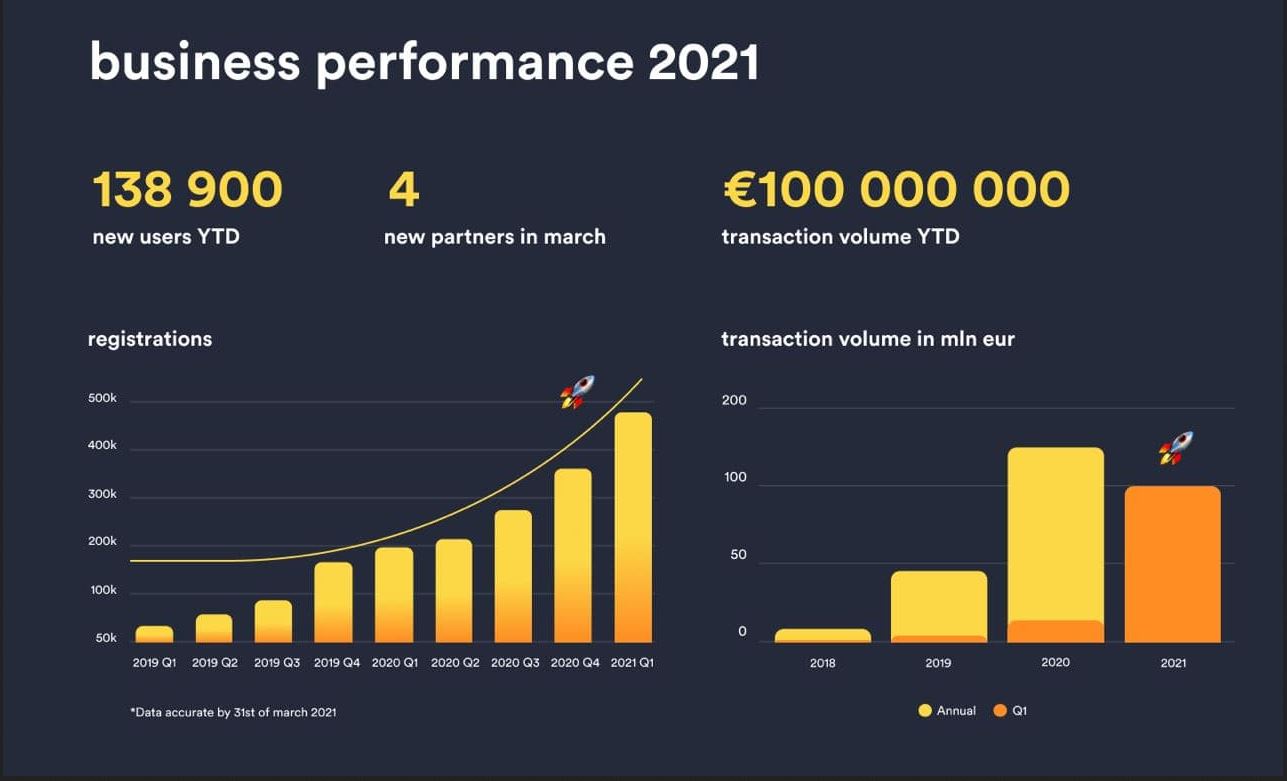 business performance 2021
138 900
new users YTD
4
new partners in march
€100 000 000
transaction volume YTD
registrations
500k
400k
300k
200k
100k
50k
2019 Q1 2019 Q2 2019 Q3 2019 Q4 2020 Q1 2020 Q2 2020 Q3 2020 Q4 2021 Q1
*Data accurate by 31st of march 2021
transaction volume in mln eur
200
100
50
0
2018 2019 2020 2021
Annual Q1